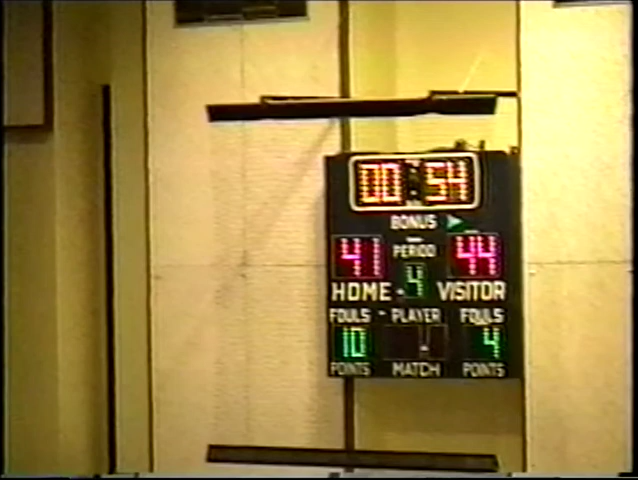 00:54
BONUS
41 PERIOD 44
HOME 4 VISITOR
FOULS PLAYER FOULS
10 4
POINTS MATCH POINTS